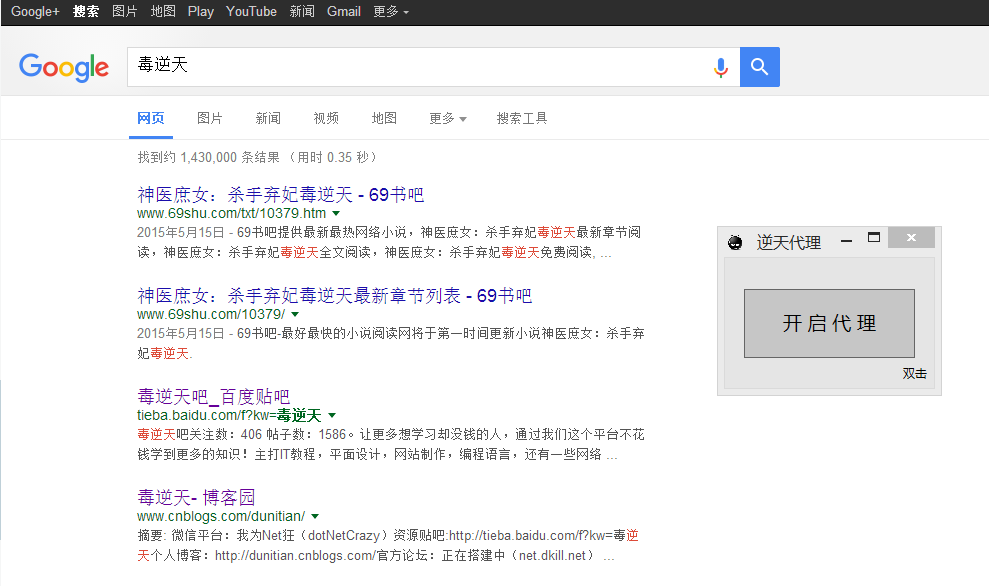 Google+ 搜索 图片 地图 Play YouTube 新闻 Gmail 更多
Google 毒逆天
网页 图片 新闻 视频 地图 更多 搜索工具
找到约 1,430,000 条结果 （用时 0.35 秒）
神医庶女：杀手弃妃毒逆天 - 69书吧
www.69shu.com/txt/10379.htm
2015年5月15日 - 69书吧提供最新最热网络小说，神医庶女：杀手弃妃毒逆天最新章节阅
读，神医庶女：杀手弃妃毒逆天全文阅读，神医庶女：杀手弃妃毒逆天免费阅读, ...
神医庶女：杀手弃妃毒逆天最新章节列表 - 69书吧
www.69shu.com/10379/
2015年5月15日 - 69书吧-最好最快的小说阅读网将于第一时间更新小说神医庶女：杀手弃
妃毒逆天.
毒逆天吧_百度贴吧
tieba.baidu.com/f?kw=毒逆天
毒逆天吧关注数：406 帖子数：1586。让更多想学习却没钱的人，通过我们这个平台不花
钱学到更多的知识！主打IT教程，平面设计，网站制作，编程语言，还有一些网络 ...
毒逆天- 博客园
www.cnblogs.com/dunitian/
摘要: 微信平台：我为Net狂（dotNetCrazy）资源贴吧:http://tieba.baidu.com/f?kw=毒逆
天个人博客：http://dunitian.cnblogs.com/官方论坛：正在搭建中（net.dkill.net） ...
逆天代理
开启代理
双击